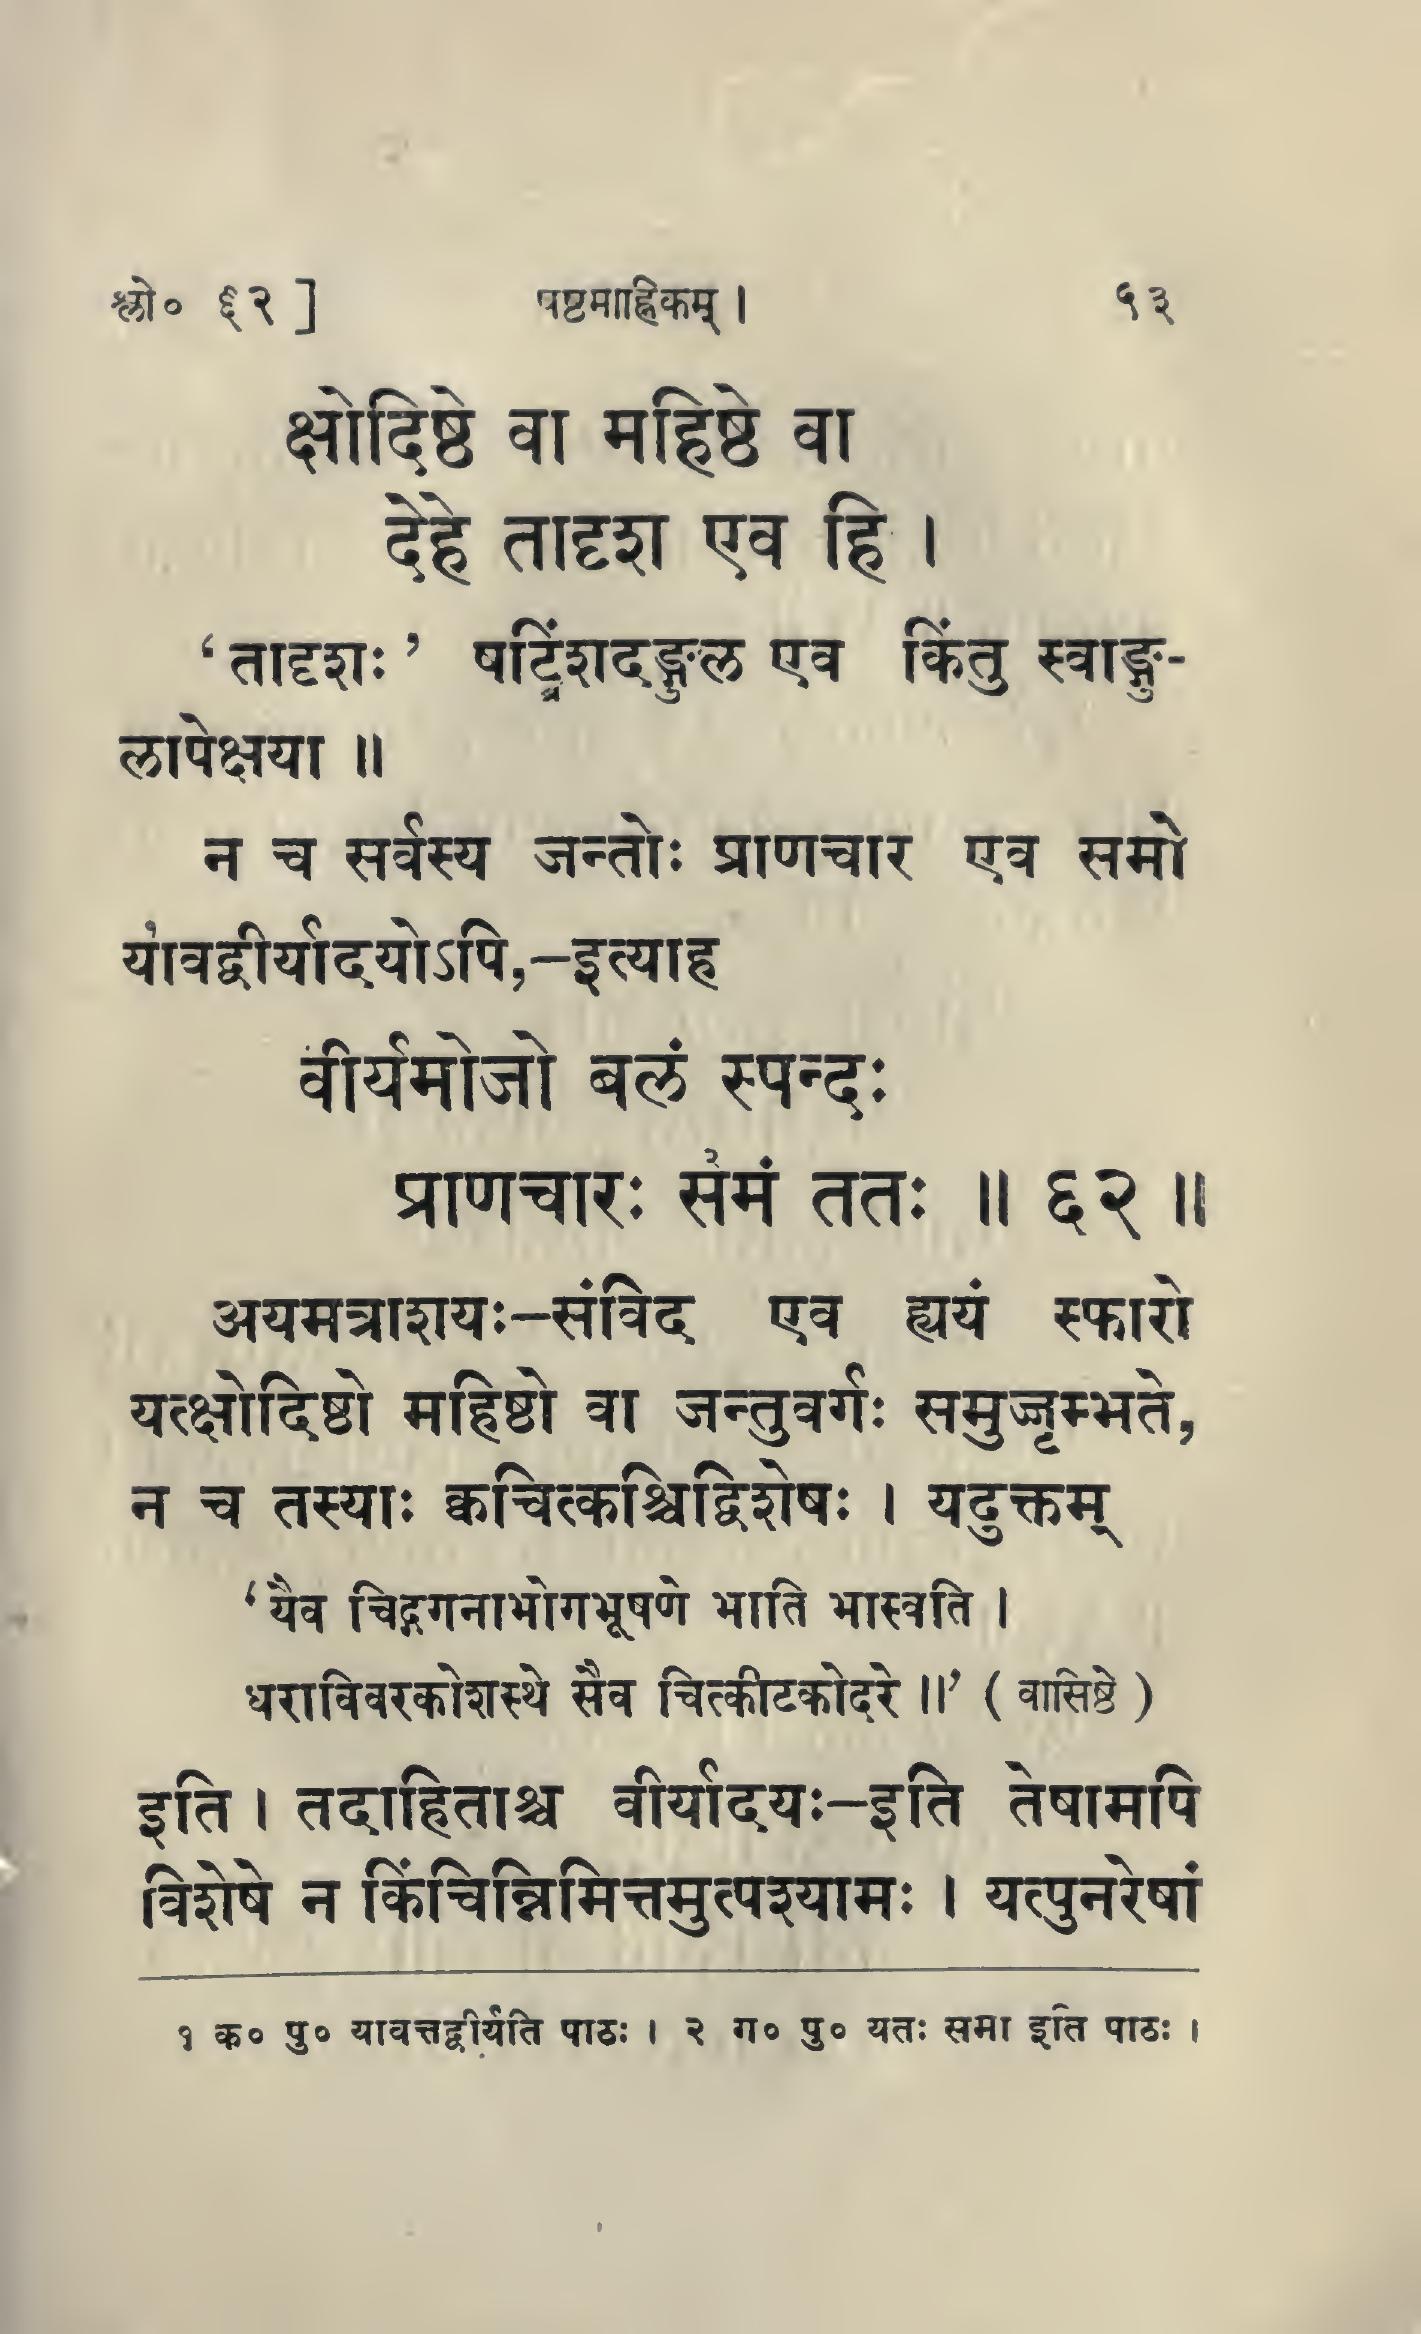 श्लो० ६२]     षष्ठमाह्निकम् ।     ५३
क्षोदिष्ठे वा महिष्ठे वा
देहे तादृश एव हि ।
‘तादृशः’ षट्त्रिंशदङ्गुल एव किंतु स्वाङ्गु-
लापेक्षया ॥
न च सर्वस्य जन्तोः प्राणचार एव समो
यां१वद्वीर्यादयोऽपि,–इत्याह
वीर्यमोजो बलं स्पन्दः
प्राणचारः स२मं ततः ॥ ६२ ॥
अयमत्राशयः–संविद एव ह्ययं स्फारो
यत्क्षोदिष्ठो महिष्ठो वा जन्तुवर्गः समुज्जृम्भते,
न च तस्याः क्वचित्कश्चिद्विशेषः । यदुक्तम्
‘यैव चिद्गगनाभोगभूषणे भाति भास्वति ।
धराविवरकोशस्थे सैव चित्कीटकोदरे ॥’ (वासिष्ठे)
इति । तदाहिताश्च वीर्यादयः–इति तेषामपि
विशेषे न किंचिन्निमित्तमुत्पश्यामः । यत्पुनरेषां
१ क० पु० यावत्तद्वीर्येति पाठः । २ ग० पु० यतः समा इति पाठः ।